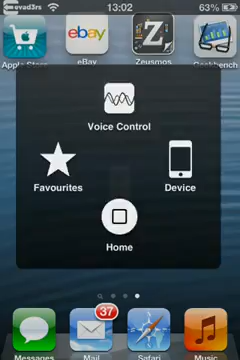 evad3rs 13:02 63%
ebay Z
Apple Store eBay Zeusmos Geekbench
Voice Control
Favourites Device
Home
37
Messages Mail Safari Music